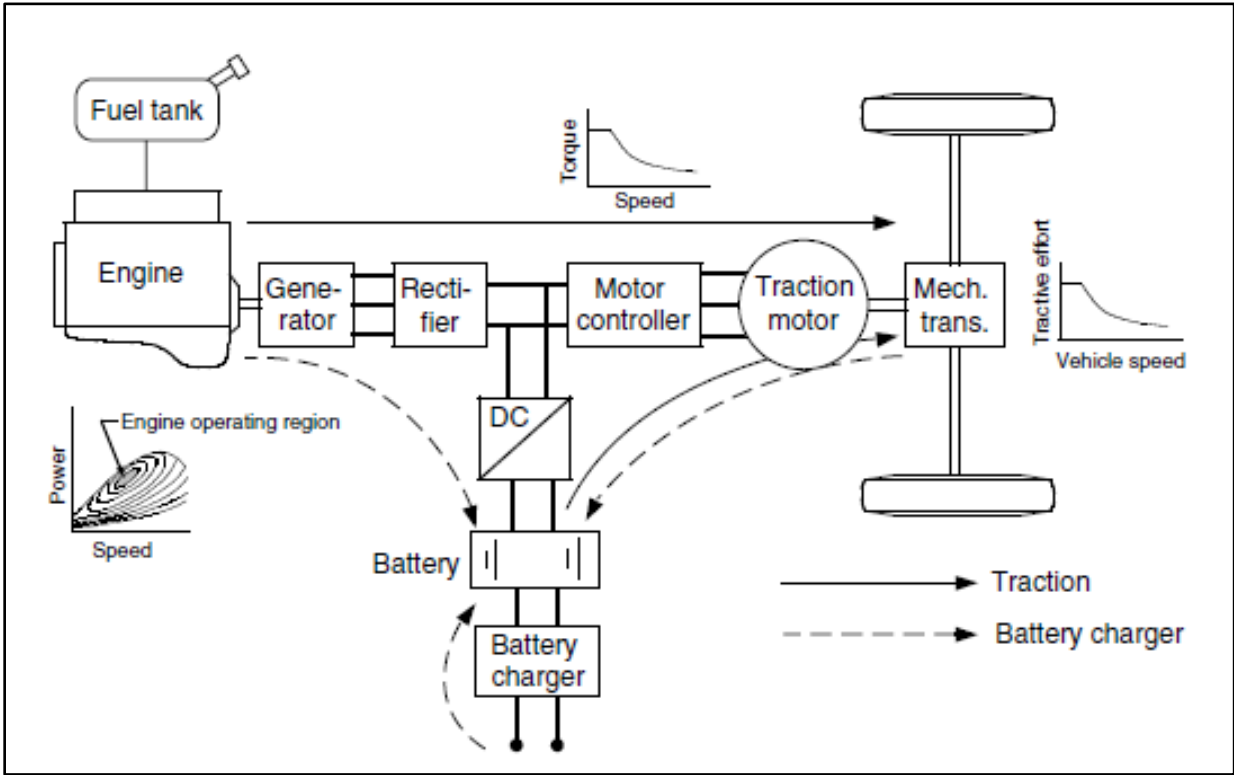 Fuel tank
Torque
Speed
Engine
Gene-
rator
Recti-
fier
Motor
controller
Traction
motor
Mech.
trans.
Tractive effort
Vehicle speed
Engine operating region
Power
Speed
DC
Battery
Battery
charger
Traction
Battery charger